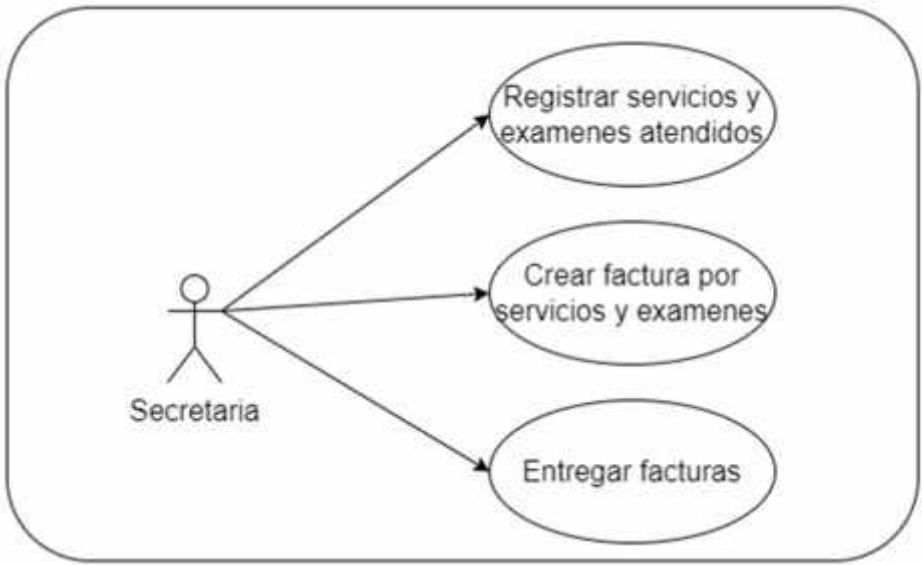 Registrar servicios y
examenes atendidos
Crear factura por
servicios y examenes
Secretaria
Entregar facturas